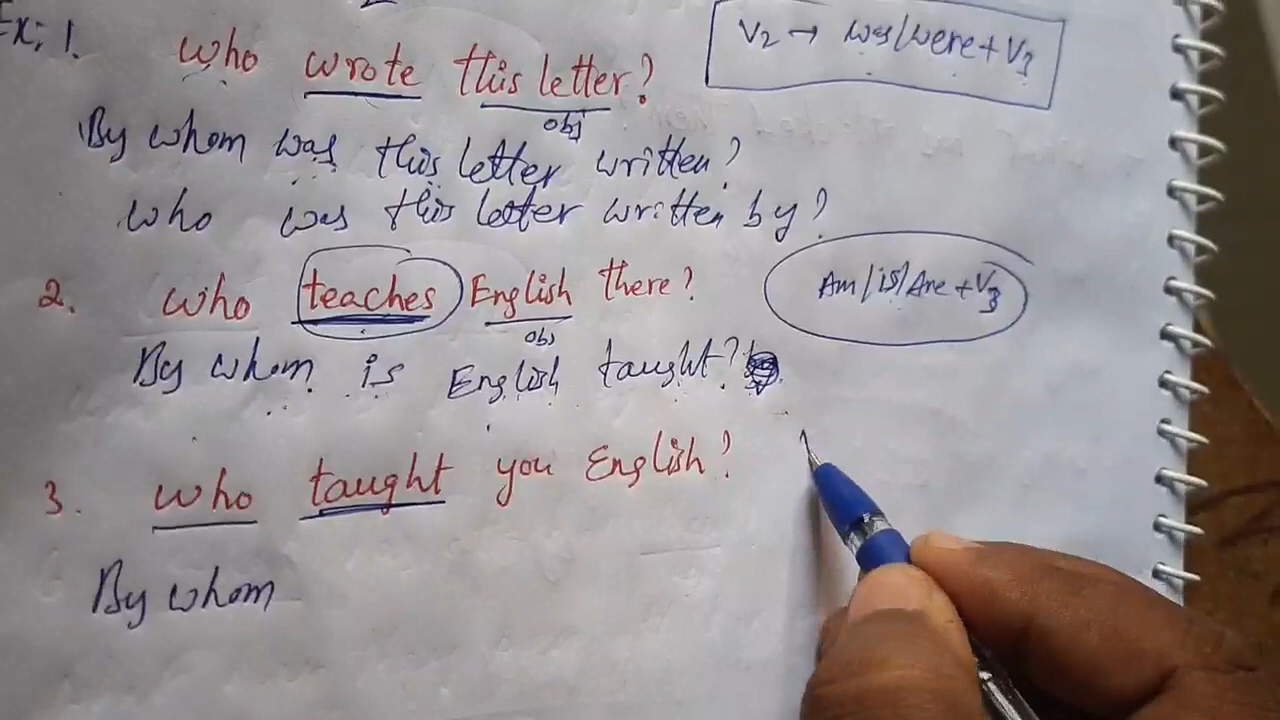 Ex: 1.
Who wrote this letter?
V2 → was/were + V3
obj
By whom was this letter written?
who was this letter written by?
2. Who teaches English there?
Am/is/Are + V3
obj
By whom is English taught?
3. Who taught you English?
By whom